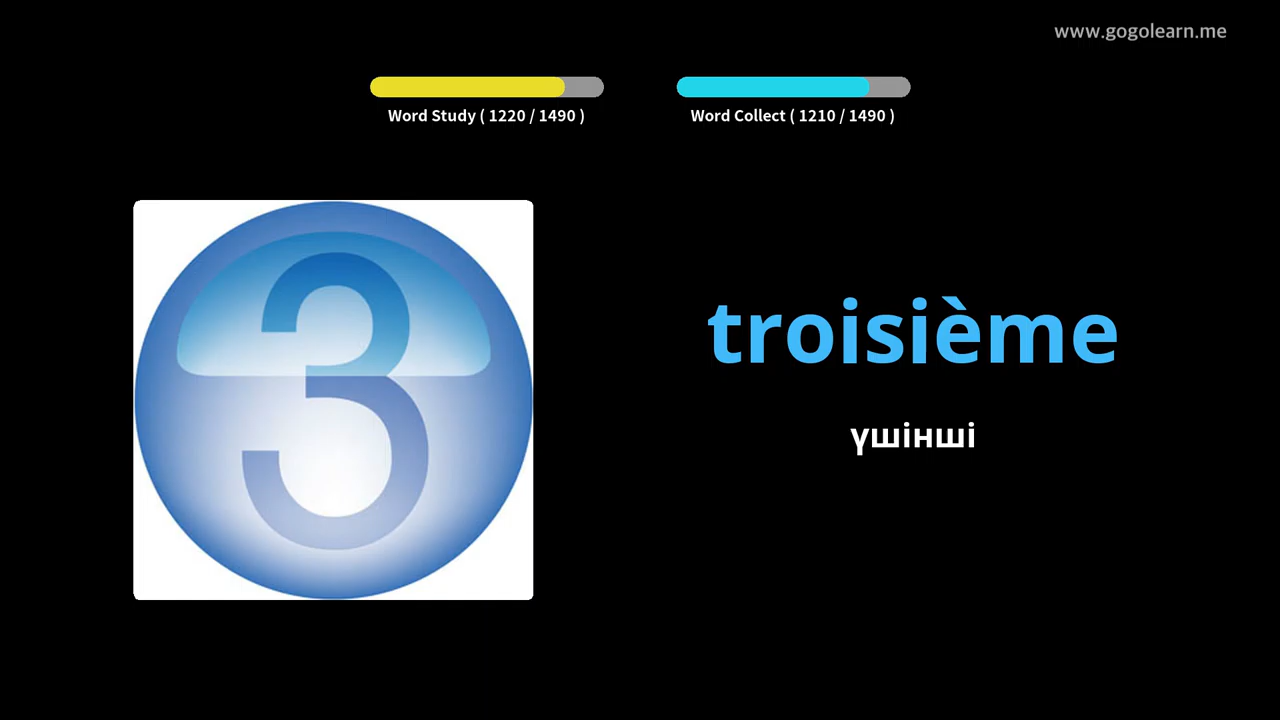 www.gogolearn.me
Word Study ( 1220 / 1490 )
Word Collect ( 1210 / 1490 )
3
troisième
үшінші